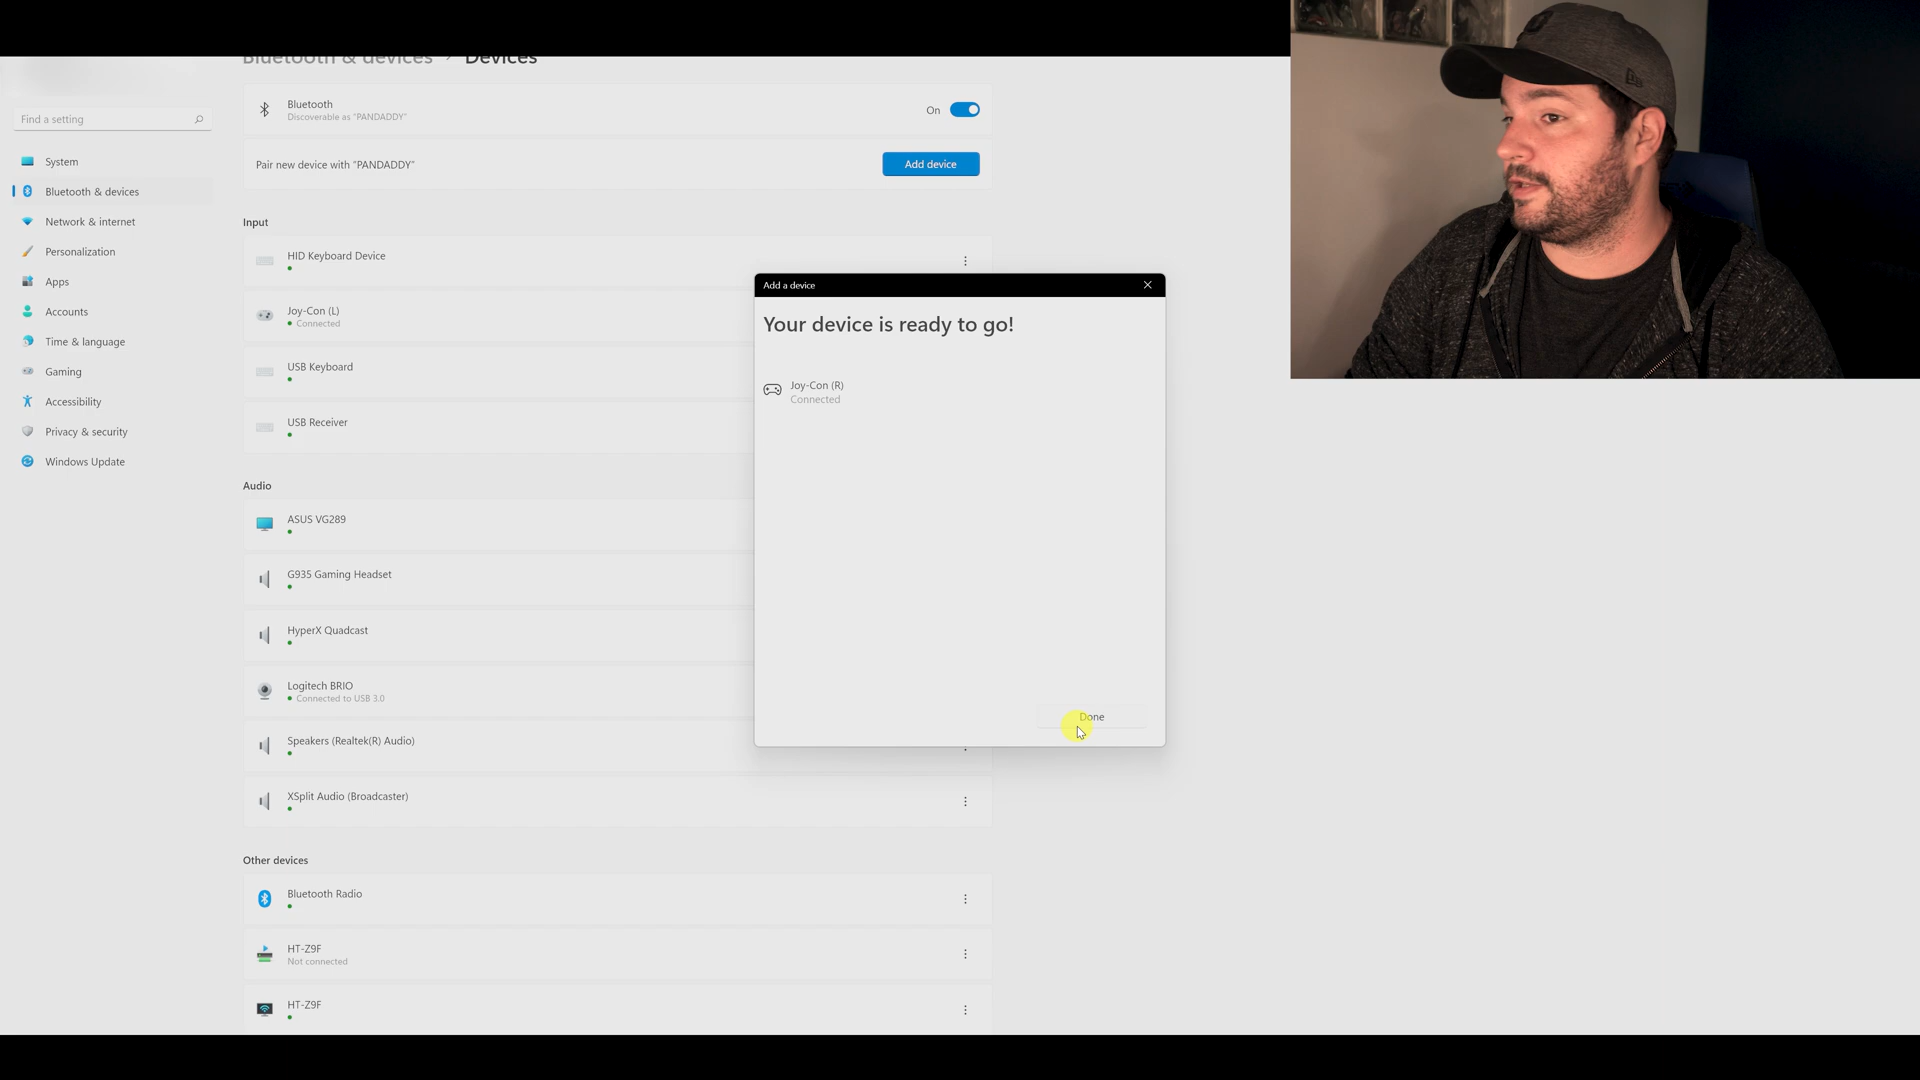 Bluetooth & devices › Devices
Find a setting
System
Bluetooth & devices
Network & internet
Personalization
Apps
Accounts
Time & language
Gaming
Accessibility
Privacy & security
Windows Update
Bluetooth
Discoverable as "PANDADDY"
On
Pair new device with "PANDADDY"
Add device
Input
HID Keyboard Device
Joy-Con (L)
Connected
USB Keyboard
USB Receiver
Audio
ASUS VG289
G935 Gaming Headset
HyperX Quadcast
Logitech BRIO
Connected to USB 3.0
Speakers (Realtek(R) Audio)
XSplit Audio (Broadcaster)
Other devices
Bluetooth Radio
HT-Z9F
Not connected
HT-Z9F
Add a device
Your device is ready to go!
Joy-Con (R)
Connected
Done